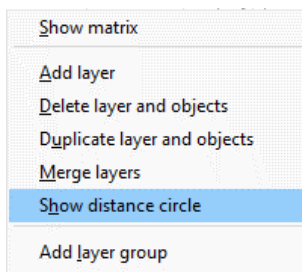 Show matrix
Add layer
Delete layer and objects
Duplicate layer and objects
Merge layers
Show distance circle
Add layer group